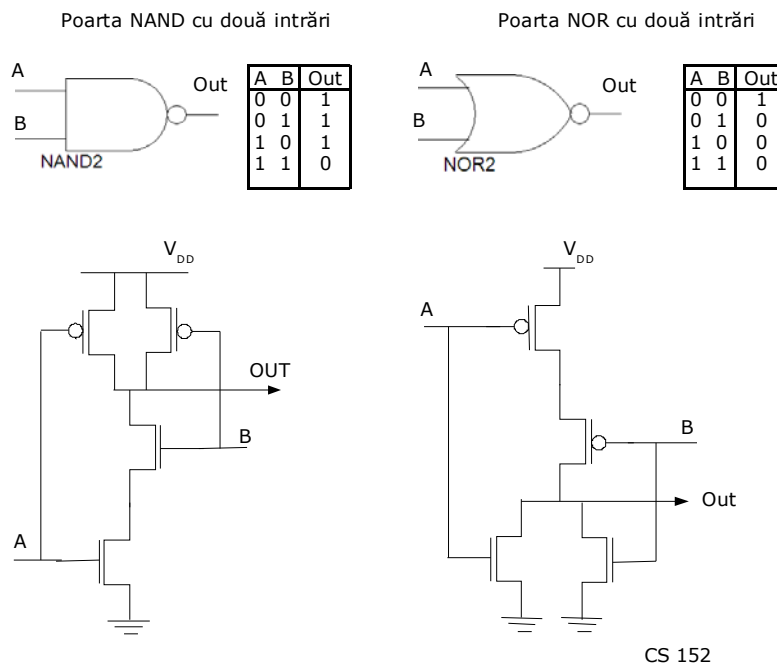 Poarta NAND cu două intrări
A
B
Out
NAND2
A B Out
0 0 1
0 1 1
1 0 1
1 1 0
Poarta NOR cu două intrări
A
B
Out
NOR2
A B Out
0 0 1
0 1 0
1 0 0
1 1 0
VDD
OUT
B
A
VDD
A
B
Out
CS 152